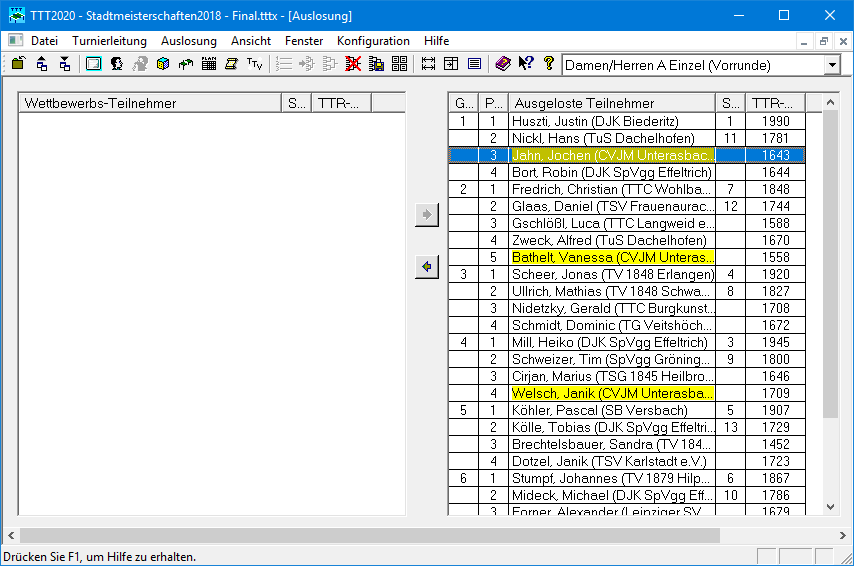 TTT2020 - Stadtmeisterschaften2018 - Final.tttx - [Auslosung]
Datei Turnierleitung Auslosung Ansicht Fenster Konfiguration Hilfe
Damen/Herren A Einzel (Vorrunde)
Wettbewerbs-Teilnehmer S... TTR-...
G... P... Ausgeloste Teilnehmer S... TTR-...
1 1 Huszti, Justin (DJK Biederitz) 1 1990
2 Nickl, Hans (TuS Dachelhofen) 11 1781
3 Jahn, Jochen (CVJM Unterasbac... 1643
4 Bort, Robin (DJK SpVgg Effeltrich) 1644
2 1 Fredrich, Christian (TTC Wohlba... 7 1848
2 Glaas, Daniel (TSV Frauenaurac... 12 1744
3 Gschlößl, Luca (TTC Langweid e... 1588
4 Zweck, Alfred (TuS Dachelhofen) 1670
5 Bathelt, Vanessa (CVJM Unteras... 1558
3 1 Scheer, Jonas (TV 1848 Erlangen) 4 1920
2 Ullrich, Mathias (TV 1848 Schwa... 8 1827
3 Nidetzky, Gerald (TTC Burgkunst... 1708
4 Schmidt, Dominic (TG Veitshöch... 1672
4 1 Mill, Heiko (DJK SpVgg Effeltrich) 3 1945
2 Schweizer, Tim (SpVgg Gröning... 9 1800
3 Cirjan, Marius (TSG 1845 Heilbro... 1646
4 Welsch, Janik (CVJM Unterasba... 1709
5 1 Köhler, Pascal (SB Versbach) 5 1907
2 Kölle, Tobias (DJK SpVgg Effeltri... 13 1729
3 Brechtelsbauer, Sandra (TV 184... 1452
4 Dotzel, Janik (TSV Karlstadt e.V.) 1723
6 1 Stumpf, Johannes (TV 1879 Hilp... 6 1867
2 Mideck, Michael (DJK SpVgg Eff... 10 1786
3 Forner, Alexander (Leipziger SV ... 1679
Drücken Sie F1, um Hilfe zu erhalten.